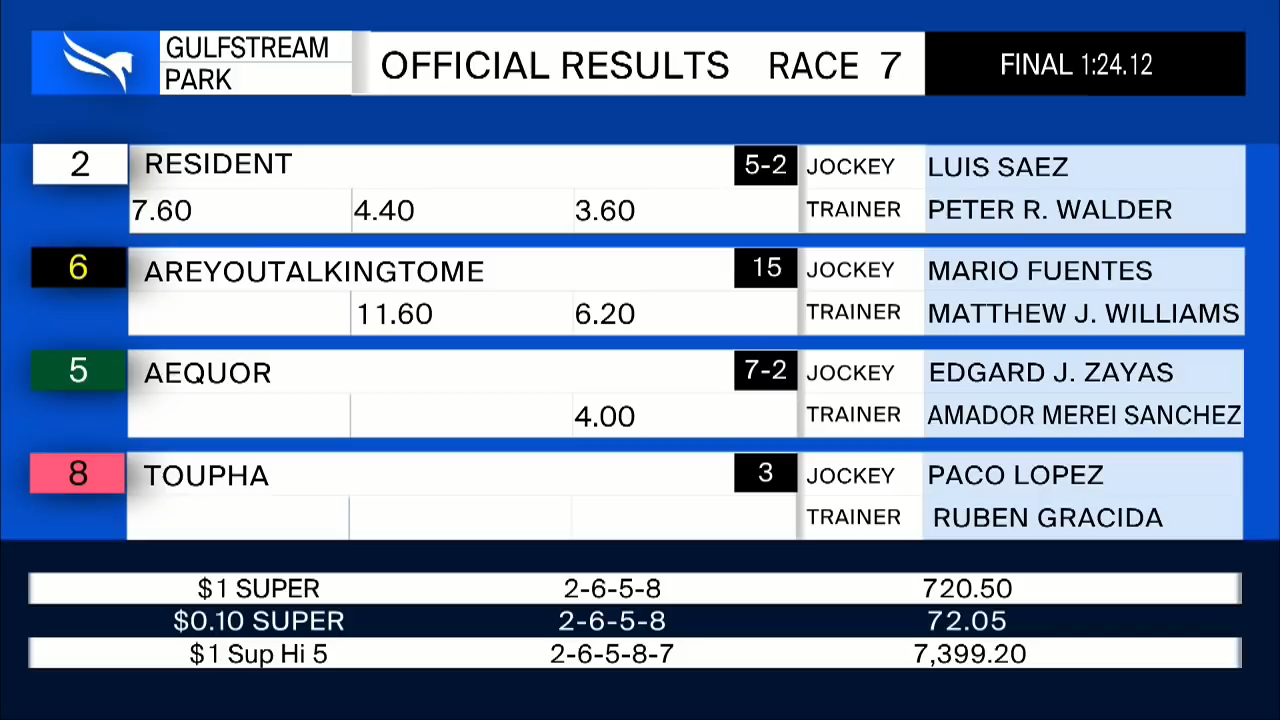 GULFSTREAM
PARK
OFFICIAL RESULTS RACE 7
FINAL 1:24.12
2 RESIDENT 5-2 JOCKEY LUIS SAEZ
7.60 4.40 3.60 TRAINER PETER R. WALDER
6 AREYOUTALKINGTOME 15 JOCKEY MARIO FUENTES
11.60 6.20 TRAINER MATTHEW J. WILLIAMS
5 AEQUOR 7-2 JOCKEY EDGARD J. ZAYAS
4.00 TRAINER AMADOR MEREI SANCHEZ
8 TOUPHA 3 JOCKEY PACO LOPEZ
TRAINER RUBEN GRACIDA
$1 SUPER 2-6-5-8 720.50
$0.10 SUPER 2-6-5-8 72.05
$1 Sup Hi 5 2-6-5-8-7 7,399.20